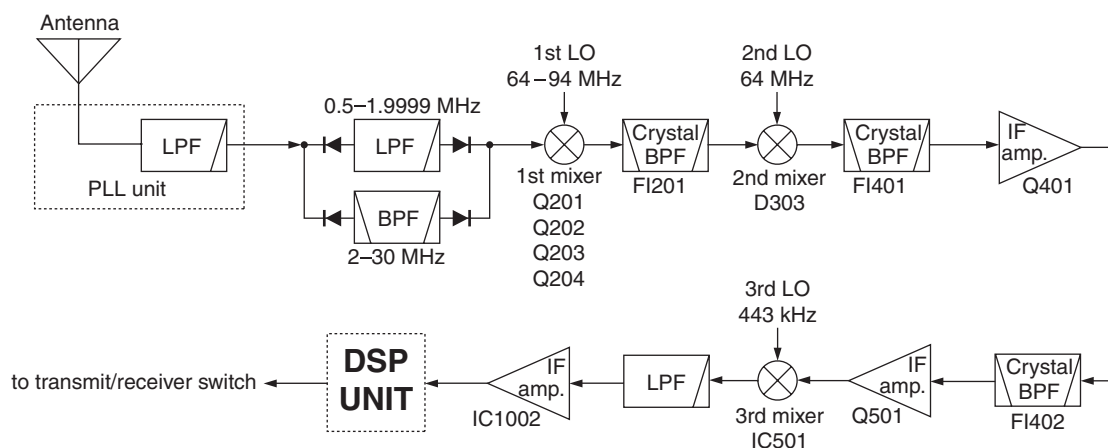 Antenna
LPF
PLL unit
0.5–1.9999 MHz
LPF
BPF
2–30 MHz
1st LO
64–94 MHz
1st mixer
Q201
Q202
Q203
Q204
Crystal
BPF
FI201
2nd LO
64 MHz
2nd mixer
D303
Crystal
BPF
FI401
IF
amp.
Q401
to transmit/receiver switch
DSP
UNIT
IF
amp.
IC1002
LPF
3rd LO
443 kHz
3rd mixer
IC501
IF
amp.
Q501
Crystal
BPF
FI402